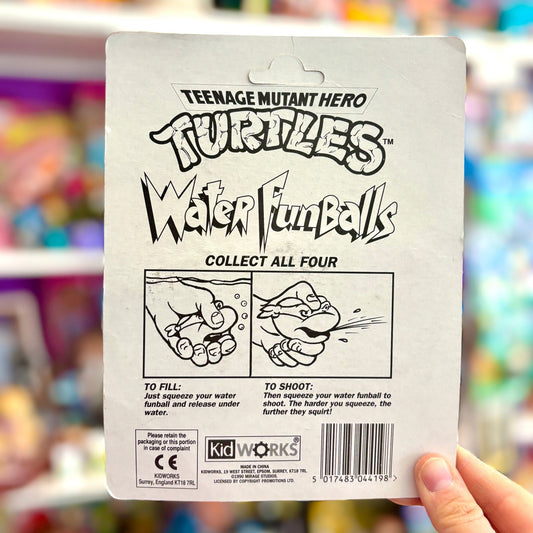 TEENAGE MUTANT HERO
TURTLES™
Water Funballs
COLLECT ALL FOUR
TO FILL:
Just squeeze your water
funball and release under
water.
TO SHOOT:
Then squeeze your water funball to
shoot. The harder you squeeze, the
further they squirt!
Please retain the
packaging or this portion
in case of complaint
CE
KIDWORKS
Surrey, England KT18 7RL
KidWORKS®
MADE IN CHINA
KIDWORKS, 19 WEST STREET, EPSOM, SURREY, KT18 7RL.
©1990 MIRAGE STUDIOS.
LICENSED BY COPYRIGHT PROMOTIONS LTD.
5 017483 044198 >